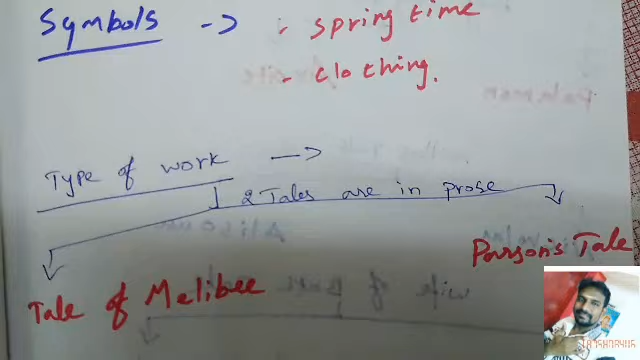 Symbols -> . spring time
- clothing.
Type of work ->
2 Tales are in prose
Parson's Tale
Tale of Melibee